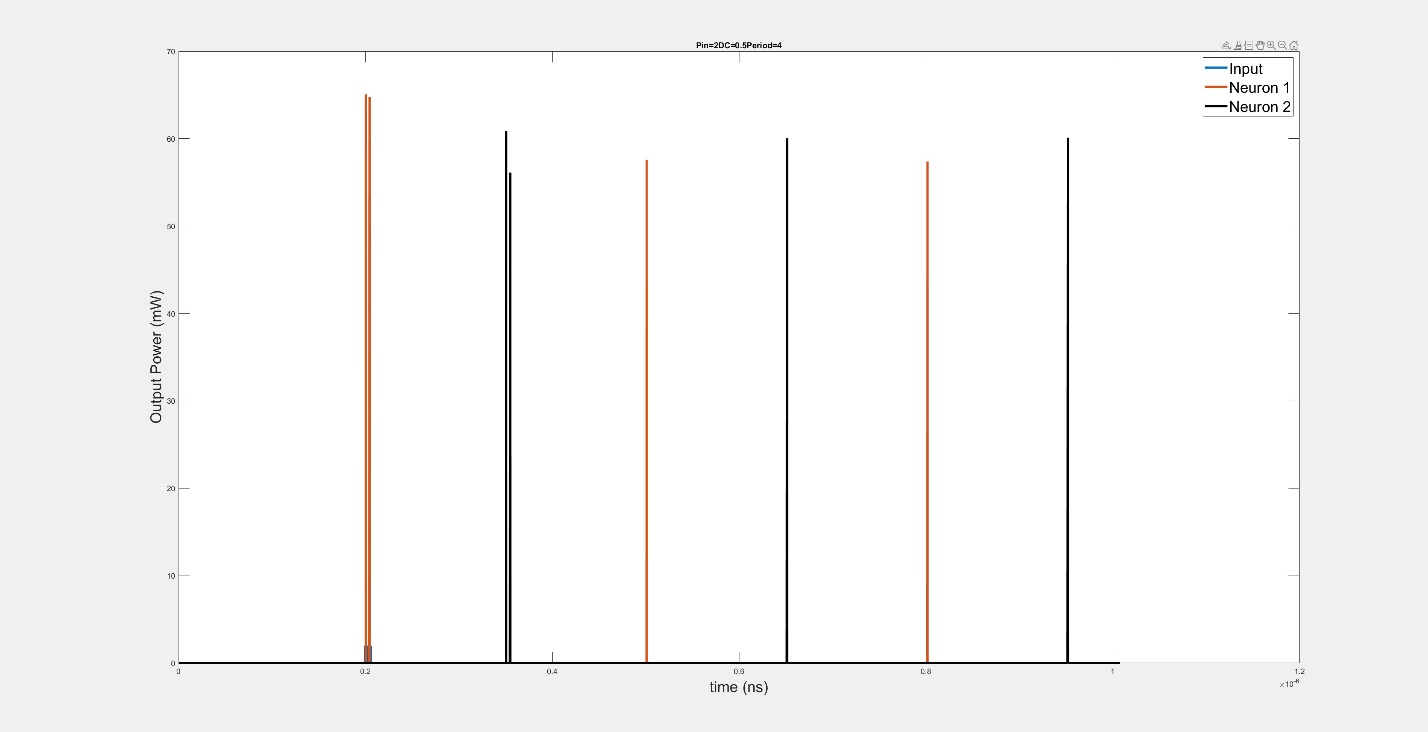 Pin=2DC=0.5Period=4
70
60
50
40
30
20
10
0
Output Power (mW)
Input
Neuron 1
Neuron 2
0 0.2 0.4 0.6 0.8 1 1.2
×10-6
time (ns)